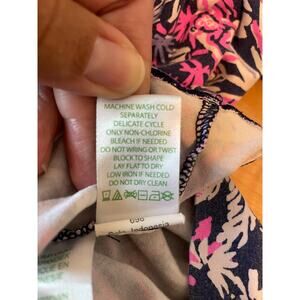 MACHINE WASH COLD
SEPARATELY
DELICATE CYCLE
ONLY NON-CHLORINE
BLEACH IF NEEDED
DO NOT WRING OR TWIST
BLOCK TO SHAPE
LAY FLAT TO DRY
LOW IRON IF NEEDED
DO NOT DRY CLEAN
Indonesia